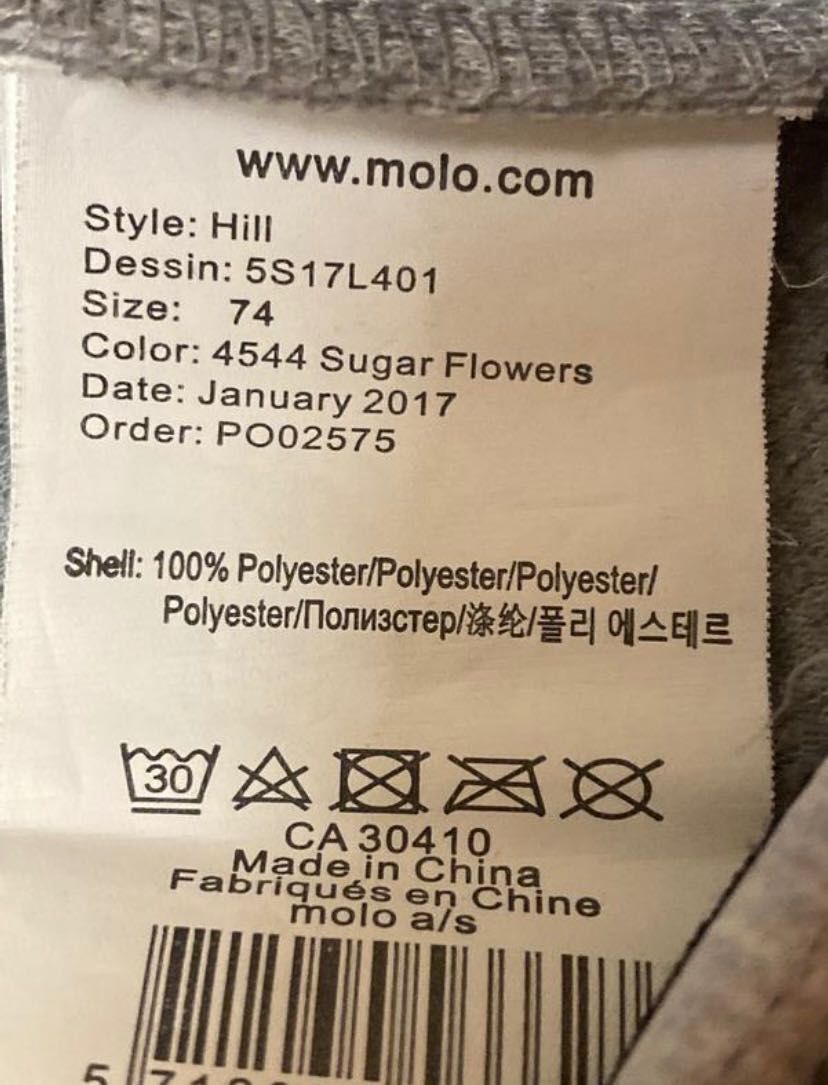 www.molo.com
Style: Hill
Dessin: 5S17L401
Size: 74
Color: 4544 Sugar Flowers
Date: January 2017
Order: PO02575
Shell: 100% Polyester/Polyester/Polyester/
Polyester/Полиэстер/涤纶/폴리 에스테르
30
CA 30410
Made in China
Fabriqués en Chine
molo a/s